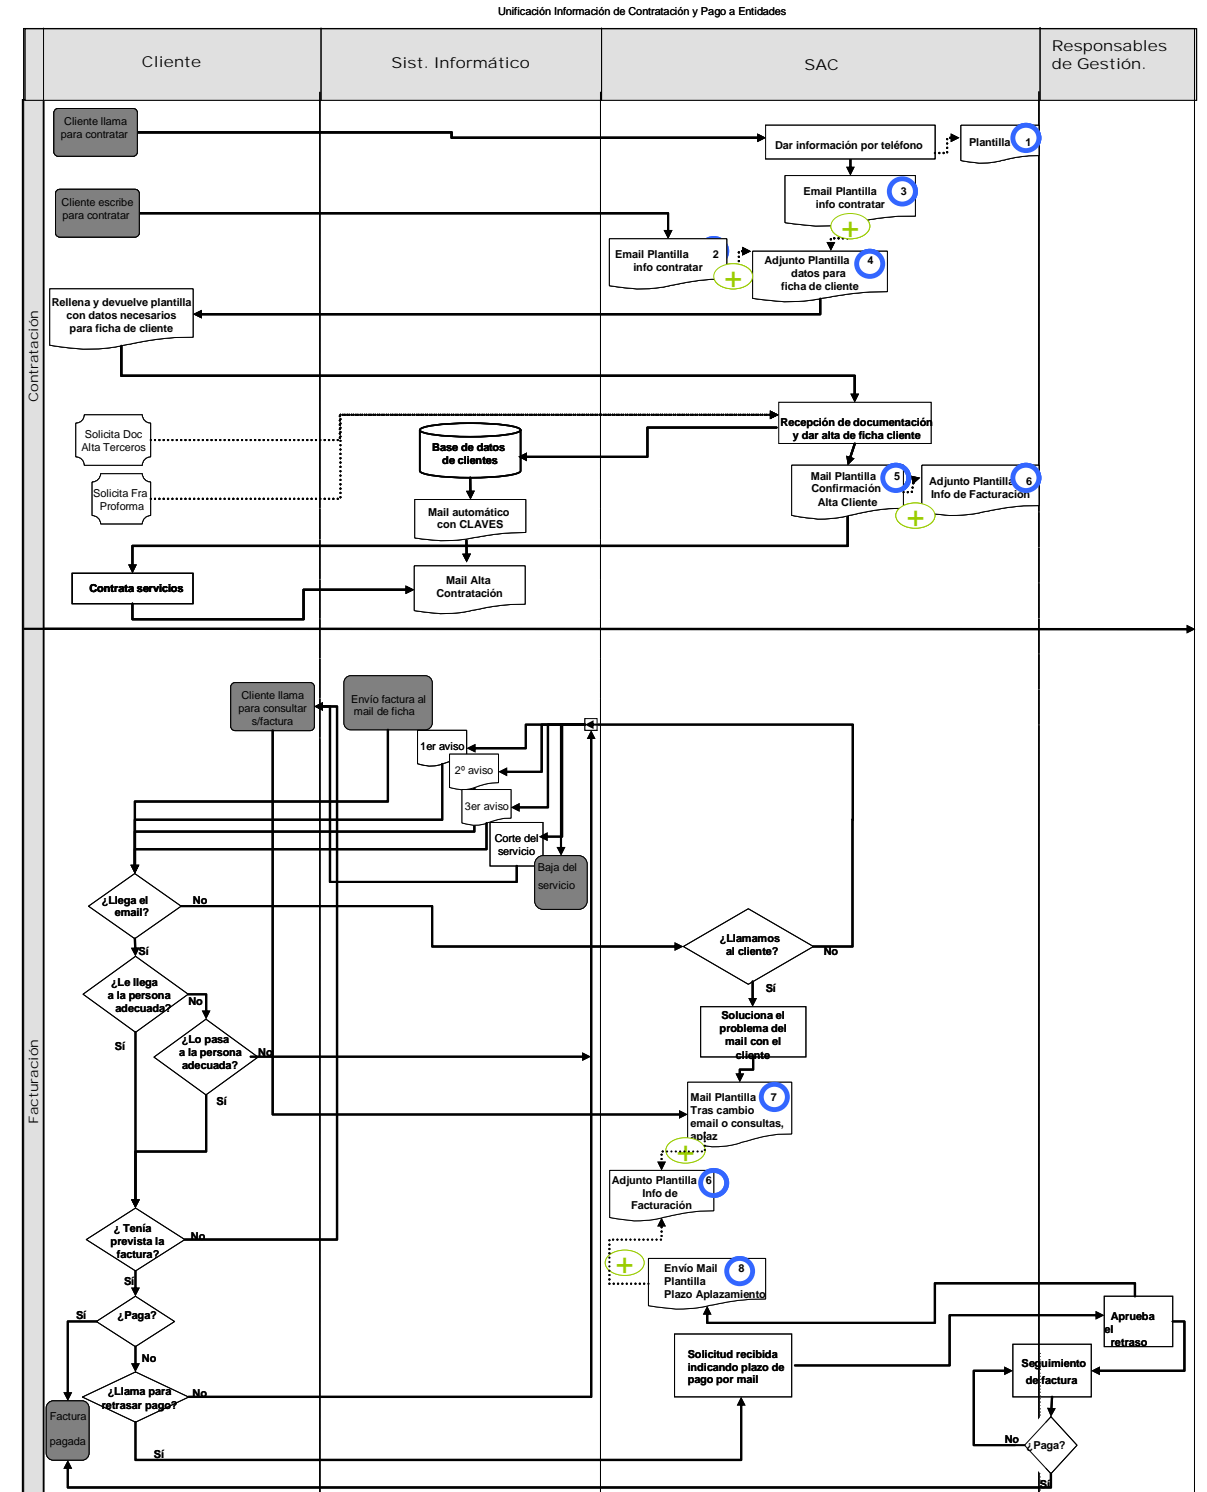 Unificación Información de Contratación y Pago a Entidades
Cliente
Sist. Informático
SAC
Responsables
de Gestión.
Contratación
Cliente llama
para contratar
Dar información por teléfono
Plantilla 1
Cliente escribe
para contratar
Email Plantilla 3
info contratar
+
Email Plantilla 2
info contratar
+
Adjunto Plantilla 4
datos para
ficha de cliente
Rellena y devuelve plantilla
con datos necesarios
para ficha de cliente
Solicita Doc
Alta Terceros
Solicita Fra
Proforma
Base de datos
de clientes
Recepción de documentación
y dar alta de ficha cliente
Mail Plantilla 5
Confirmación
Alta Cliente
+
Adjunto Plantilla 6
Info de Facturación
Mail automático
con CLAVES
Contrata servicios
Mail Alta
Contratación
Facturación
Cliente llama
para consultar
s/factura
Envío factura al
mail de ficha
1er aviso
2º aviso
3er aviso
Corte del
servicio
Baja del
servicio
¿Llega el
email?
No
Sí
¿Llamamos
al cliente?
No
Sí
¿Le llega
a la persona
adecuada?
No
Sí
¿Lo pasa
a la persona
adecuada?
No
Sí
Soluciona el
problema del
mail con el
cliente
Mail Plantilla 7
Tras cambio
email o consultas,
aplaz
+
Adjunto Plantilla 6
Info de
Facturación
¿ Tenía
prevista la
factura?
No
Sí
+
Envío Mail 8
Plantilla
Plazo Aplazamiento
¿Paga?
Sí
No
Aprueba
el
retraso
Solicitud recibida
indicando plazo de
pago por mail
Seguimiento
de factura
¿Llama para
retrasar pago?
No
Sí
Factura
pagada
¿Paga?
No
Sí